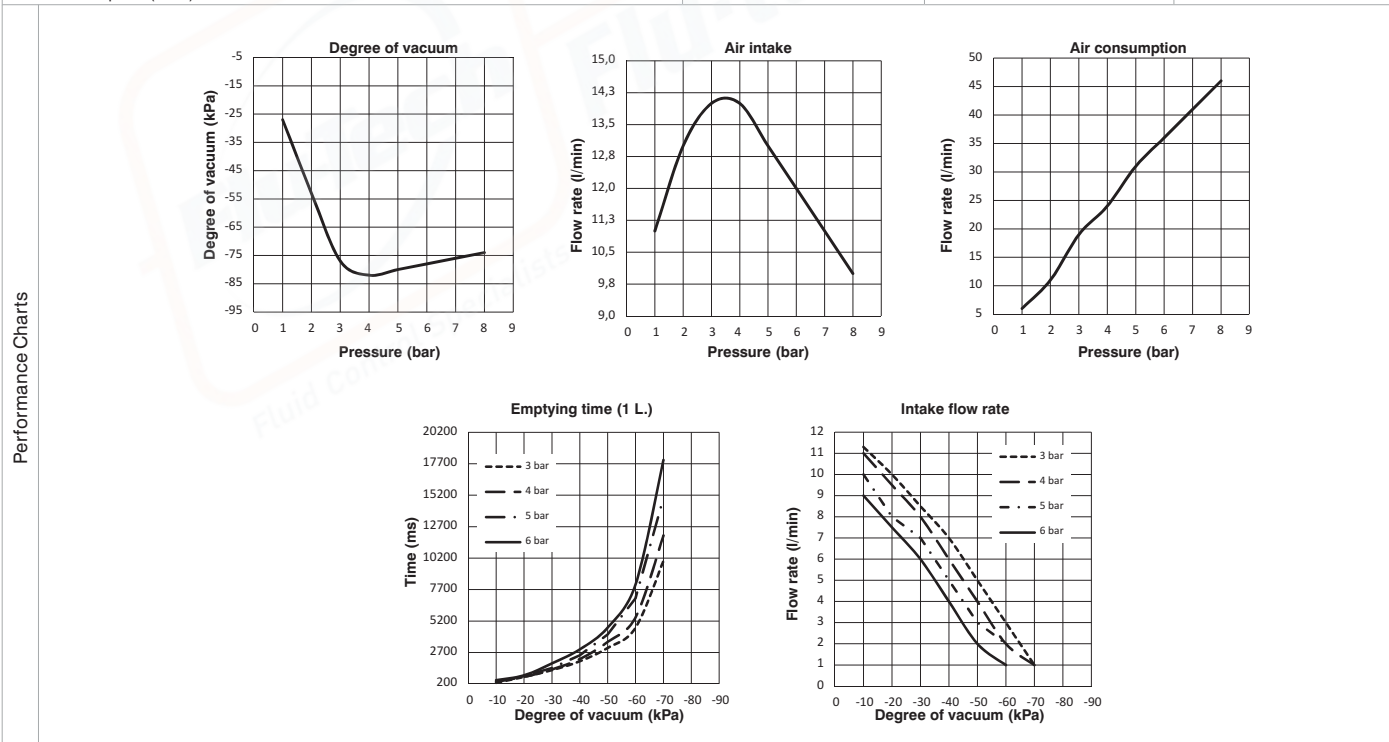 Performance Charts
Degree of vacuum
Degree of vacuum (kPa)
-5
-15
-25
-35
-45
-55
-65
-75
-85
-95
0 1 2 3 4 5 6 7 8 9
Pressure (bar)
Air intake
Flow rate (l/min)
15,0
14,3
13,5
12,8
12,0
11,3
10,5
9,8
9,0
0 1 2 3 4 5 6 7 8 9
Pressure (bar)
Air consumption
Flow rate (l/min)
50
45
40
35
30
25
20
15
10
5
0 1 2 3 4 5 6 7 8 9
Pressure (bar)
Emptying time (1 L.)
Time (ms)
20200
17700
15200
12700
10200
7700
5200
2700
200
3 bar
4 bar
5 bar
6 bar
0 -10 -20 -30 -40 -50 -60 -70 -80 -90
Degree of vacuum (kPa)
Intake flow rate
Flow rate (l/min)
12
11
10
9
8
7
6
5
4
3
2
1
0
3 bar
4 bar
5 bar
6 bar
0 -10 -20 -30 -40 -50 -60 -70 -80 -90
Degree of vacuum (kPa)